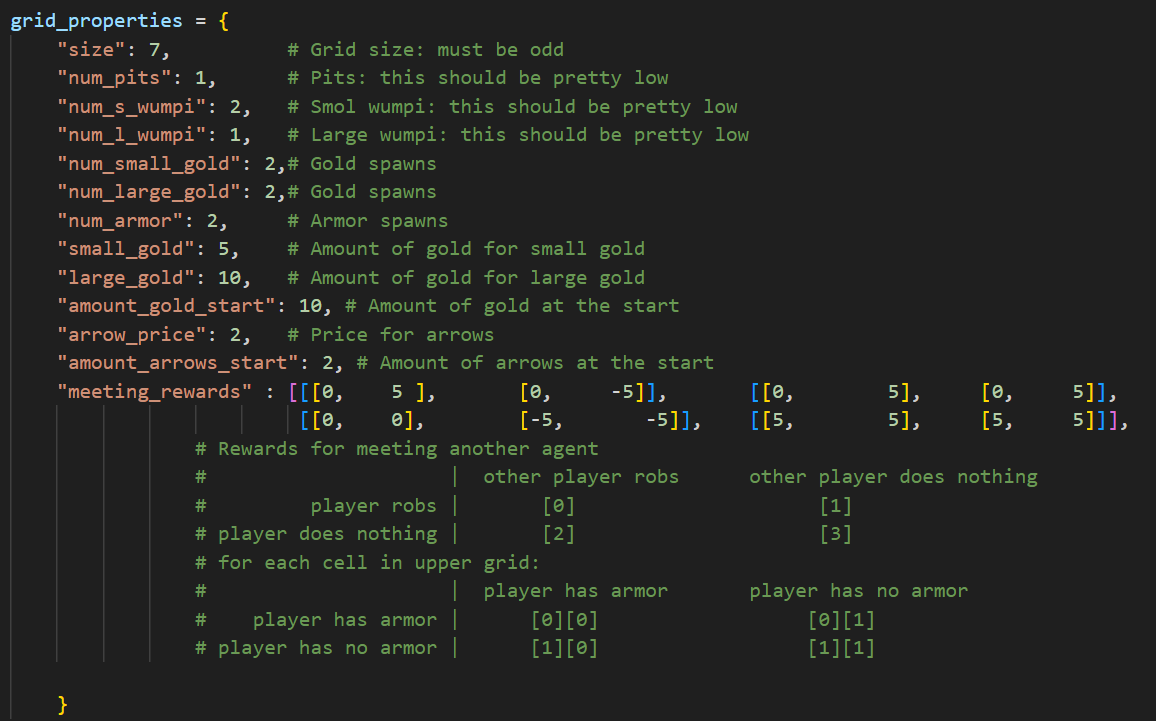 grid_properties = {
    "size": 7,          # Grid size: must be odd
    "num_pits": 1,      # Pits: this should be pretty low
    "num_s_wumpi": 2,   # Smol wumpi: this should be pretty low
    "num_l_wumpi": 1,   # Large wumpi: this should be pretty low
    "num_small_gold": 2,# Gold spawns
    "num_large_gold": 2,# Gold spawns
    "num_armor": 2,     # Armor spawns
    "small_gold": 5,    # Amount of gold for small gold
    "large_gold": 10,   # Amount of gold for large gold
    "amount_gold_start": 10, # Amount of gold at the start
    "arrow_price": 2,   # Price for arrows
    "amount_arrows_start": 2, # Amount of arrows at the start
    "meeting_rewards" : [[[0,    5 ],       [0,     -5]],       [[0,        5],     [0,     5]],
                         [[0,    0],        [-5,       -5]],    [[5,        5],     [5,     5]]],
                # Rewards for meeting another agent
                #                     |  other player robs      other player does nothing
                #         player robs |       [0]                     [1]
                # player does nothing |       [2]                     [3]
                # for each cell in upper grid:
                #                     |  player has armor       player has no armor
                #    player has armor |      [0][0]                  [0][1]
                # player has no armor |      [1][0]                  [1][1]
    }